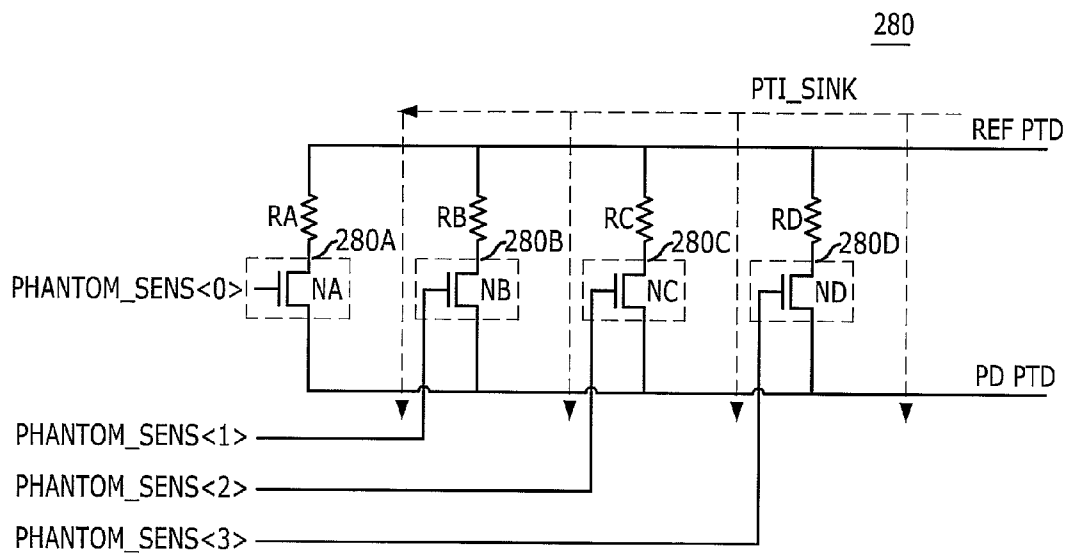 280
PTI_SINK
REF PTD
RA
RB
RC
RD
280A
280B
280C
280D
PHANTOM_SENS<0>
NA
NB
NC
ND
PD PTD
PHANTOM_SENS<1>
PHANTOM_SENS<2>
PHANTOM_SENS<3>